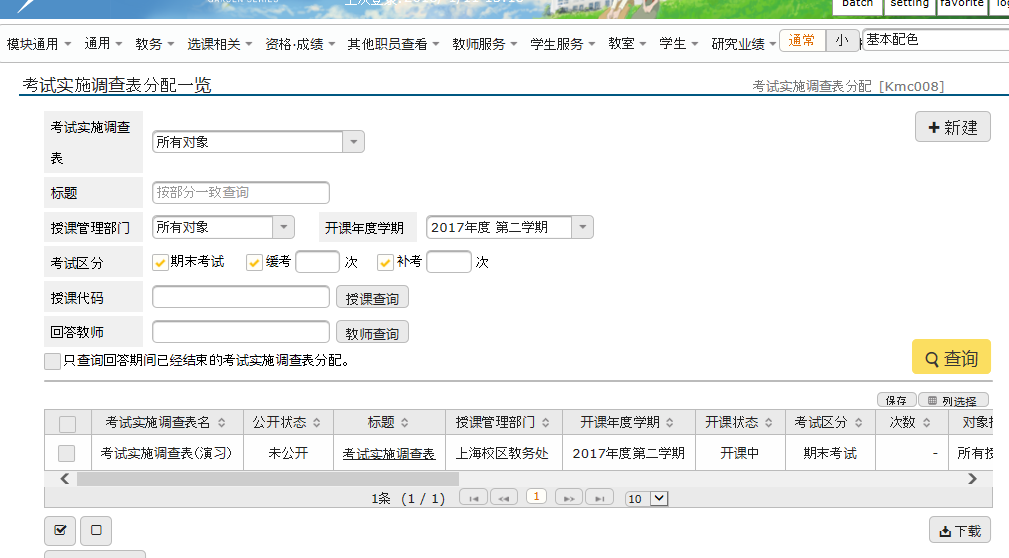 GARDEN SERIES
batch setting favorite
模块通用 通用 教务 选课相关 资格·成绩 其他职员查看 教师服务 学生服务 教室 学生 研究业绩 通常 小 基本配色
考试实施调查表分配一览 考试实施调查表分配 [Kmc008]
考试实施调查表 所有对象 新建
标题 按部分一致查询
授课管理部门 所有对象 开课年度学期 2017年度 第二学期
考试区分 期末考试 缓考 次 补考 次
授课代码 授课查询
回答教师 教师查询
只查询回答期间已经结束的考试实施调查表分配。 查询
保存 列选择
考试实施调查表名 公开状态 标题 授课管理部门 开课年度学期 开课状态 考试区分 次数 对象
考试实施调查表(演习) 未公开 考试实施调查表 上海校区教务处 2017年度第二学期 开课中 期末考试 - 所有授
1条 (1 / 1) 1 10
下载